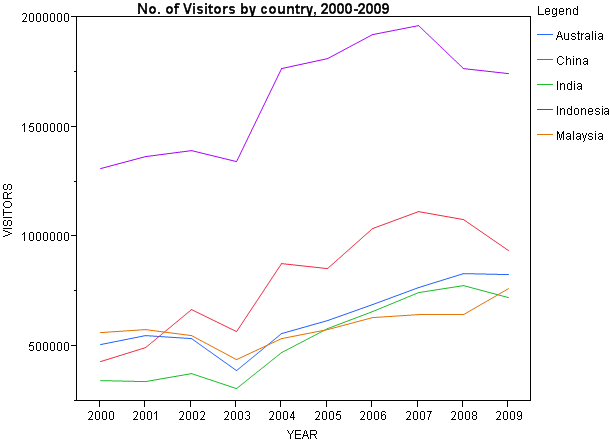 No. of Visitors by country, 2000-2009
Legend
Australia
China
India
Indonesia
Malaysia
2000000
1500000
1000000
500000
VISITORS
2000 2001 2002 2003 2004 2005 2006 2007 2008 2009
YEAR